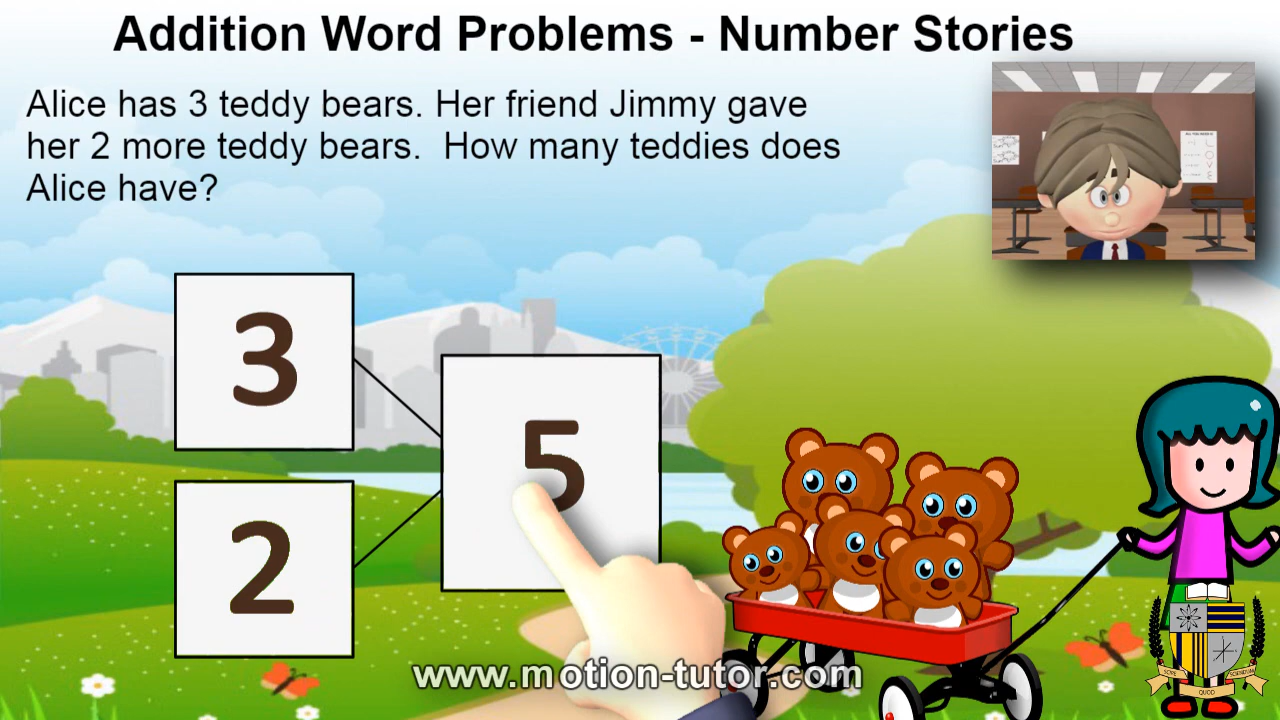 Addition Word Problems - Number Stories
Alice has 3 teddy bears. Her friend Jimmy gave
her 2 more teddy bears.  How many teddies does
Alice have?
3
5
2
www.motion-tutor.com
QUOD